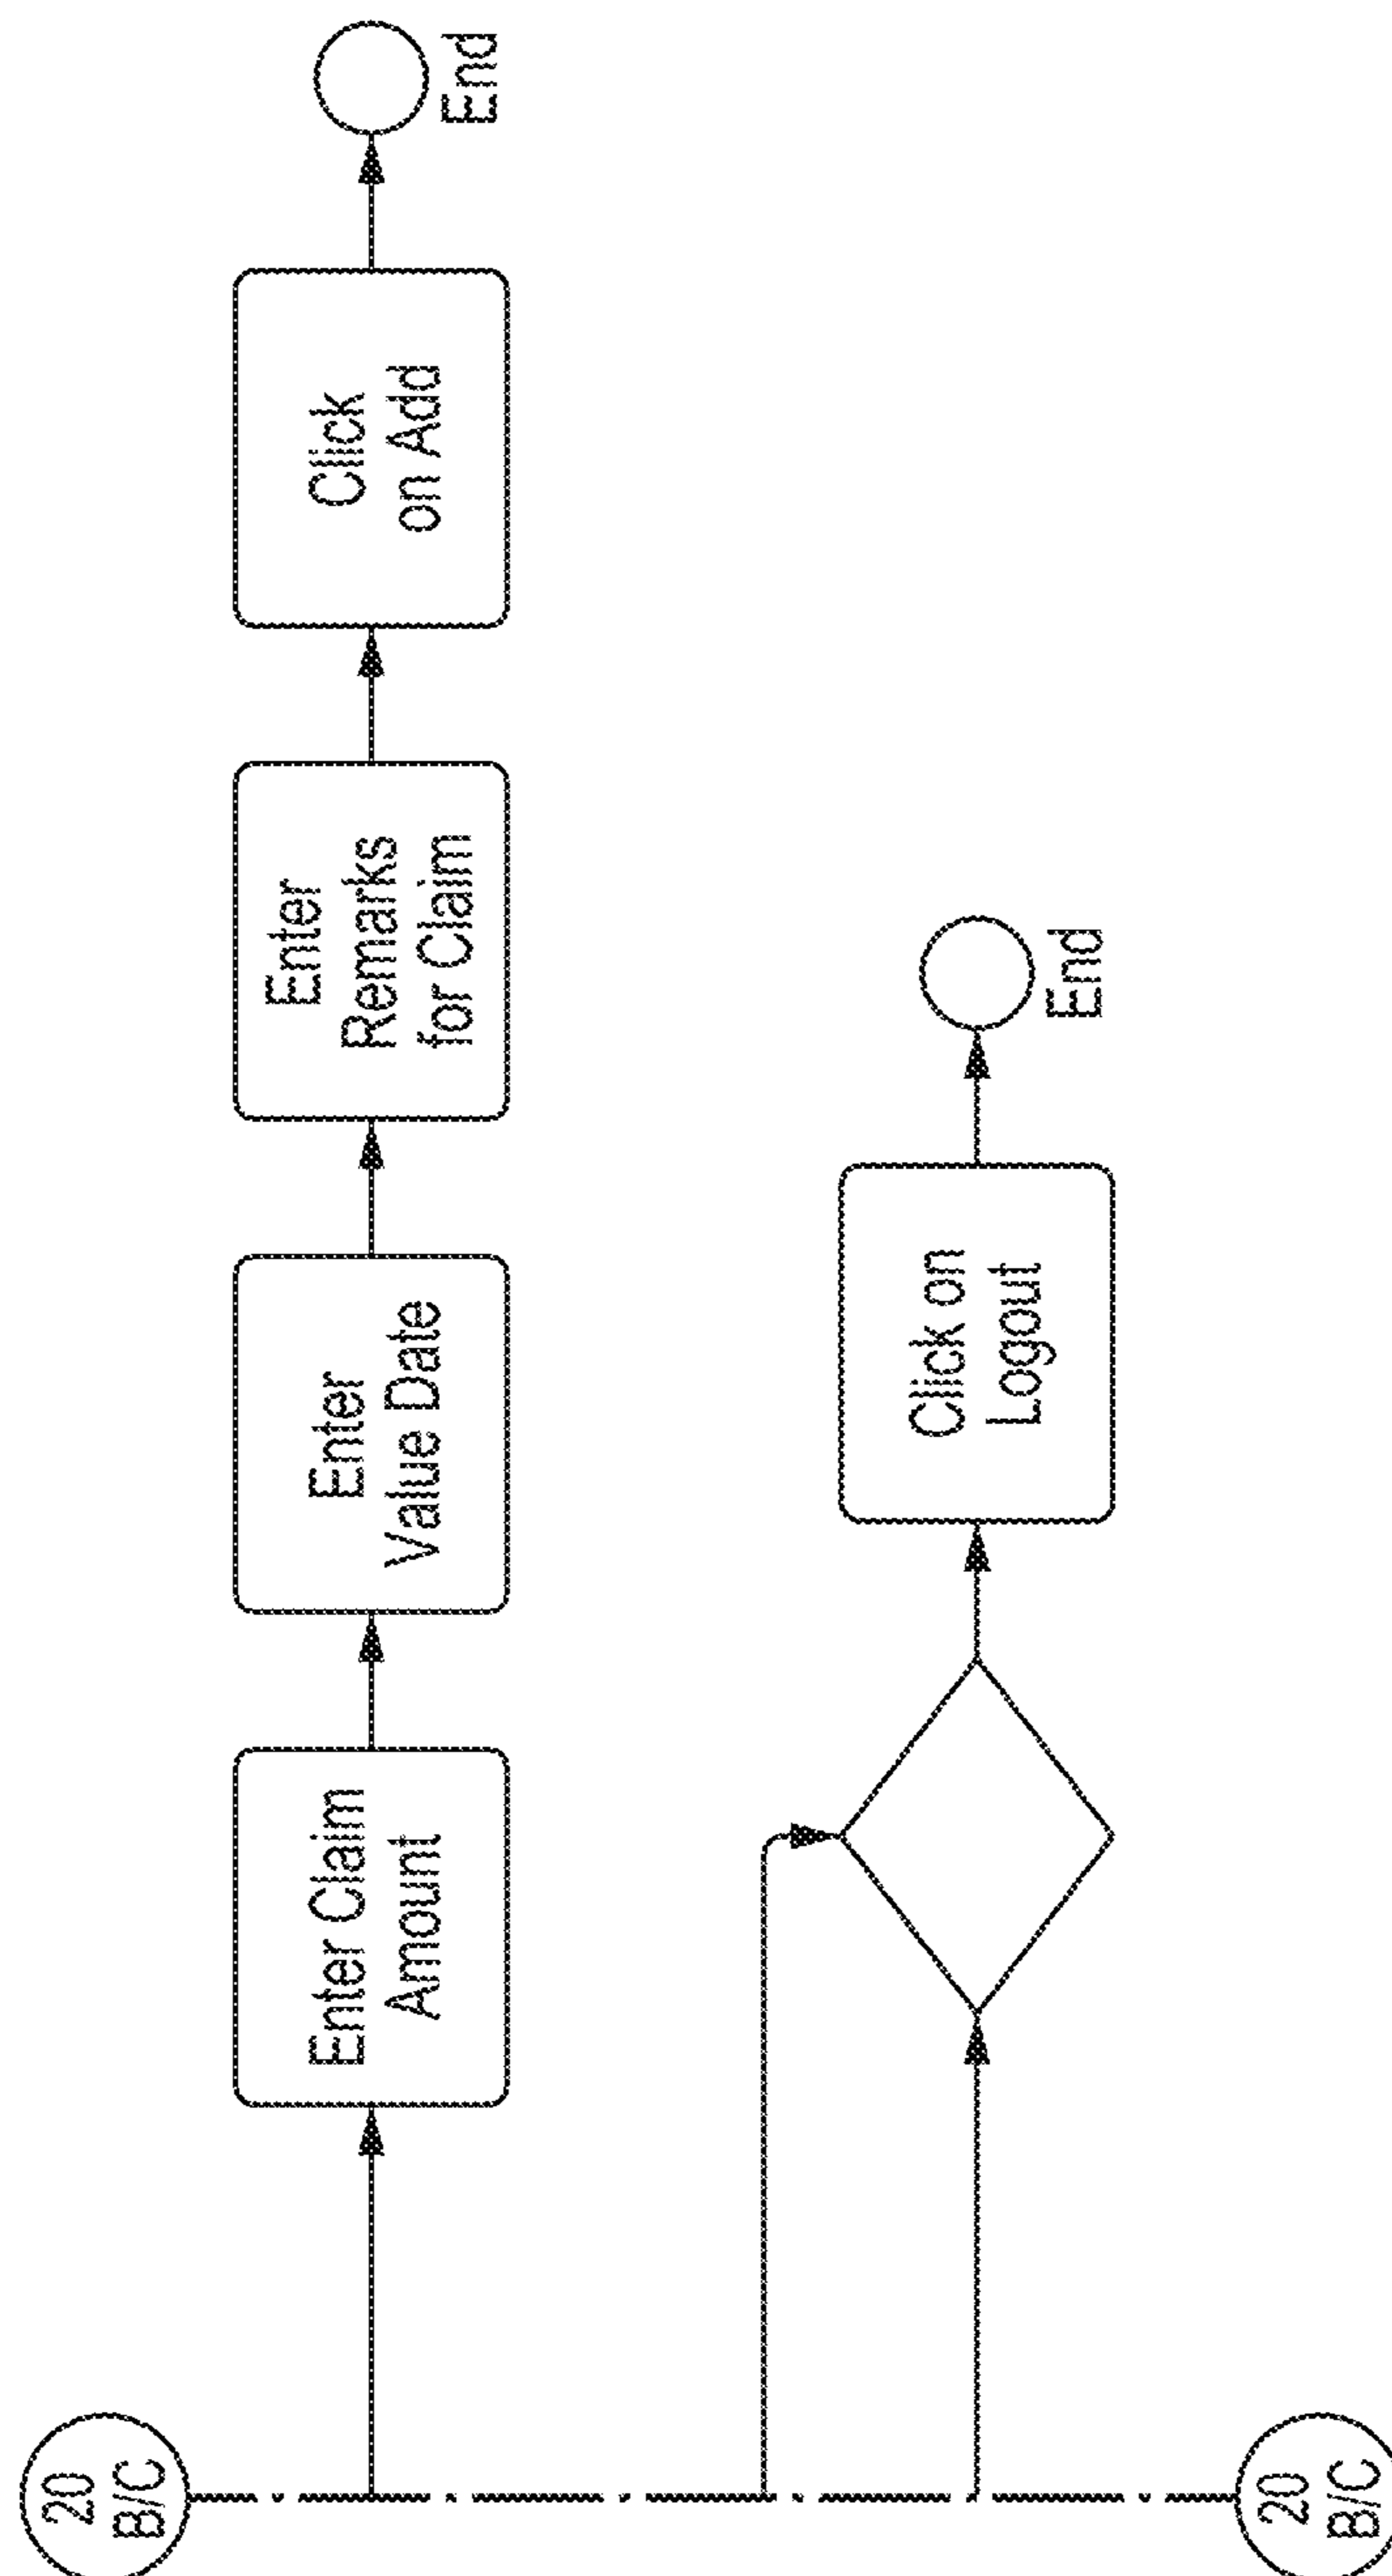 20
B/C
Enter Claim
Amount
Enter
Value Date
Enter
Remarks
for Claim
Click
on Add
End
Click on
Logout
End
20
B/C